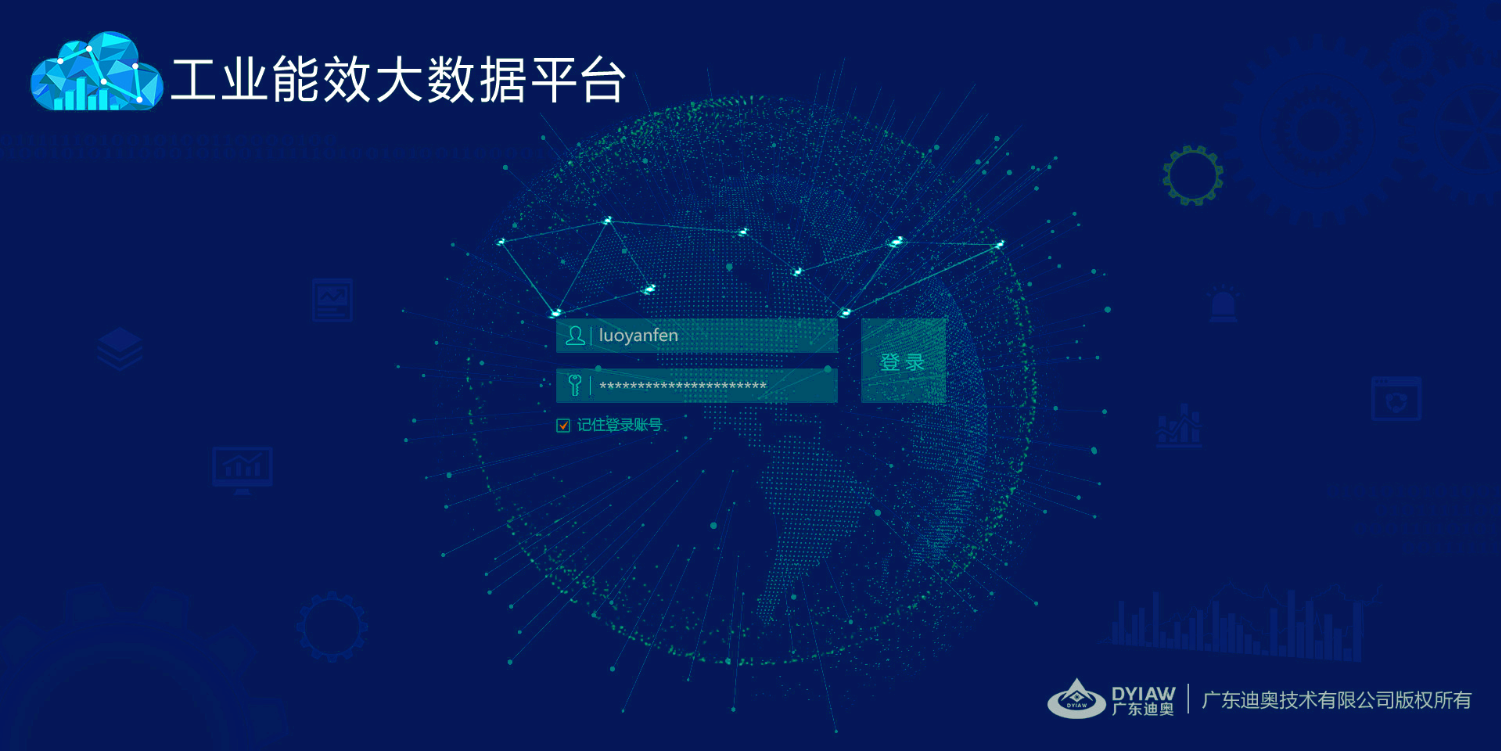 工业能效大数据平台
luoyanfen
**********************
登录
记住登录账号
DYIAW
广东迪奥
DYIAW
广东迪奥技术有限公司版权所有